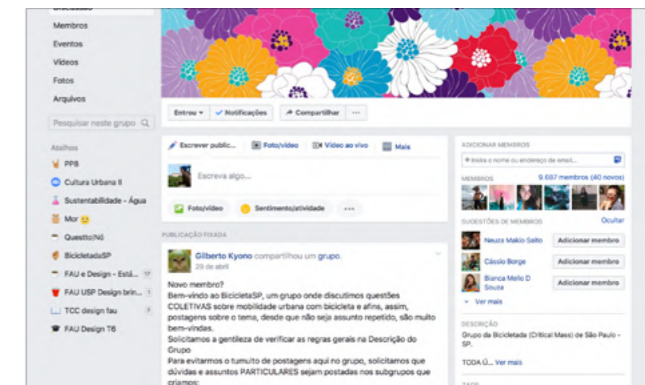 Membros
Eventos
Vídeos
Fotos
Arquivos
Pesquisar neste grupo
Atalhos
PPB
Cultura Urbana II
Sustentabilidade - Água
Mor
Questto|Nó
BicicletadaSP
FAU e Design - Está... 17
FAU USP Design brin... 1
TCC design fau
FAU Design T6
Entrou
Notificações
Compartilhar
Escrever public...
Foto/vídeo
Vídeo ao vivo
Mais
Escreva algo...
Foto/vídeo
Sentimento/atividade
PUBLICAÇÃO FIXADA
Gilberto Kyono compartilhou um grupo.
29 de abril
Novo membro?
Bem-vindo ao BicicletaSP, um grupo onde discutimos questões
COLETIVAS sobre mobilidade urbana com bicicleta e afins, assim,
postagens sobre o tema, desde que não seja assunto repetido, são muito
bem-vindas.
Solicitamos a gentileza de verificar as regras gerais na Descrição do
Grupo
Para evitarmos o tumulto de postagens aqui no grupo, solicitamos que
dúvidas e assuntos PARTICULARES sejam postadas nos subgrupos que
criamos:
ADICIONAR MEMBROS
+ Insira o nome ou endereço de email...
MEMBROS
9.687 membros (40 novos)
SUGESTÕES DE MEMBROS
Ocultar
Neuza Makio Saito
Adicionar membro
Cássio Borge
Adicionar membro
Bianca Mello D
Souza
Adicionar membro
Ver mais
DESCRIÇÃO
Grupo da Bicicletada (Critical Mass) de São Paulo -
SP.
TODA Ú... Ver mais